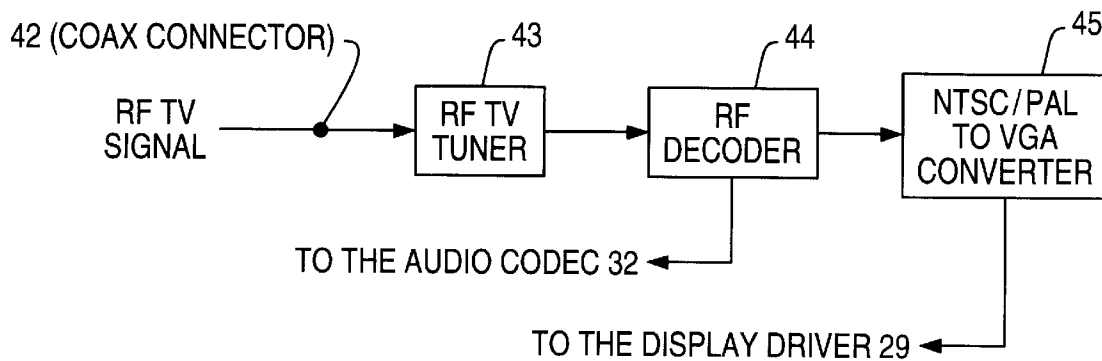 42 (COAX CONNECTOR)
43
44
45
RF TV
SIGNAL
RF TV
TUNER
RF
DECODER
NTSC/PAL
TO VGA
CONVERTER
TO THE AUDIO CODEC 32
TO THE DISPLAY DRIVER 29